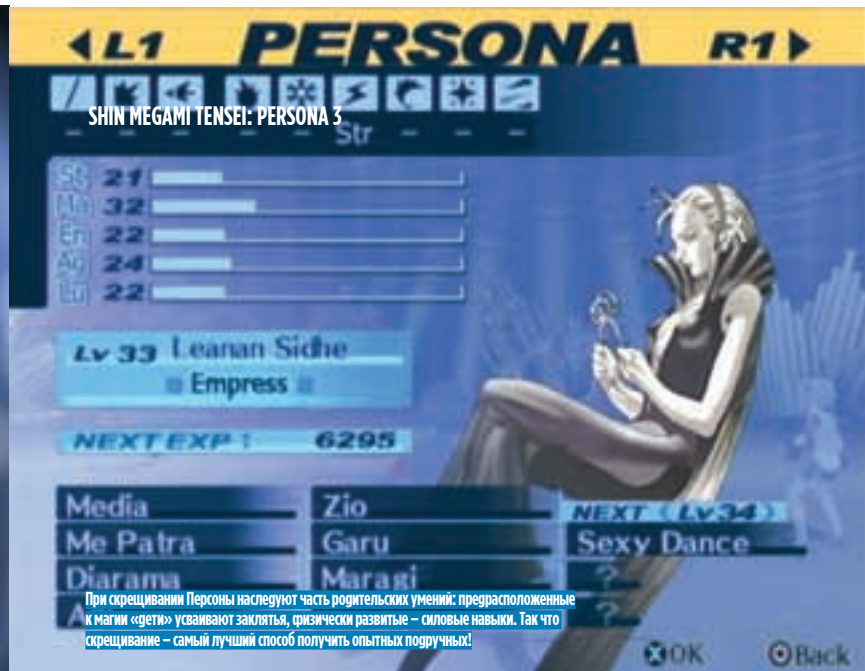 L1 PERSONA R1
SHIN MEGAMI TENSEI: PERSONA 3
– – – – – Str – – –
St 21
Ma 32
En 22
Ag 24
Lu 22
Lv 33 Leanan Sidhe
Empress
NEXT EXP : 6295
Media Zio NEXT ( Lv34 )
Me Patra Garu Sexy Dance
Diarama Maragi ?
?
При скрещивании Персоны наследуют часть родительских умений: предрасположенные
к магии «дети» усваивают заклятья, физически развитые – силовые навыки. Так что
скрещивание – самый лучший способ получить опытных подручных!
OK Back